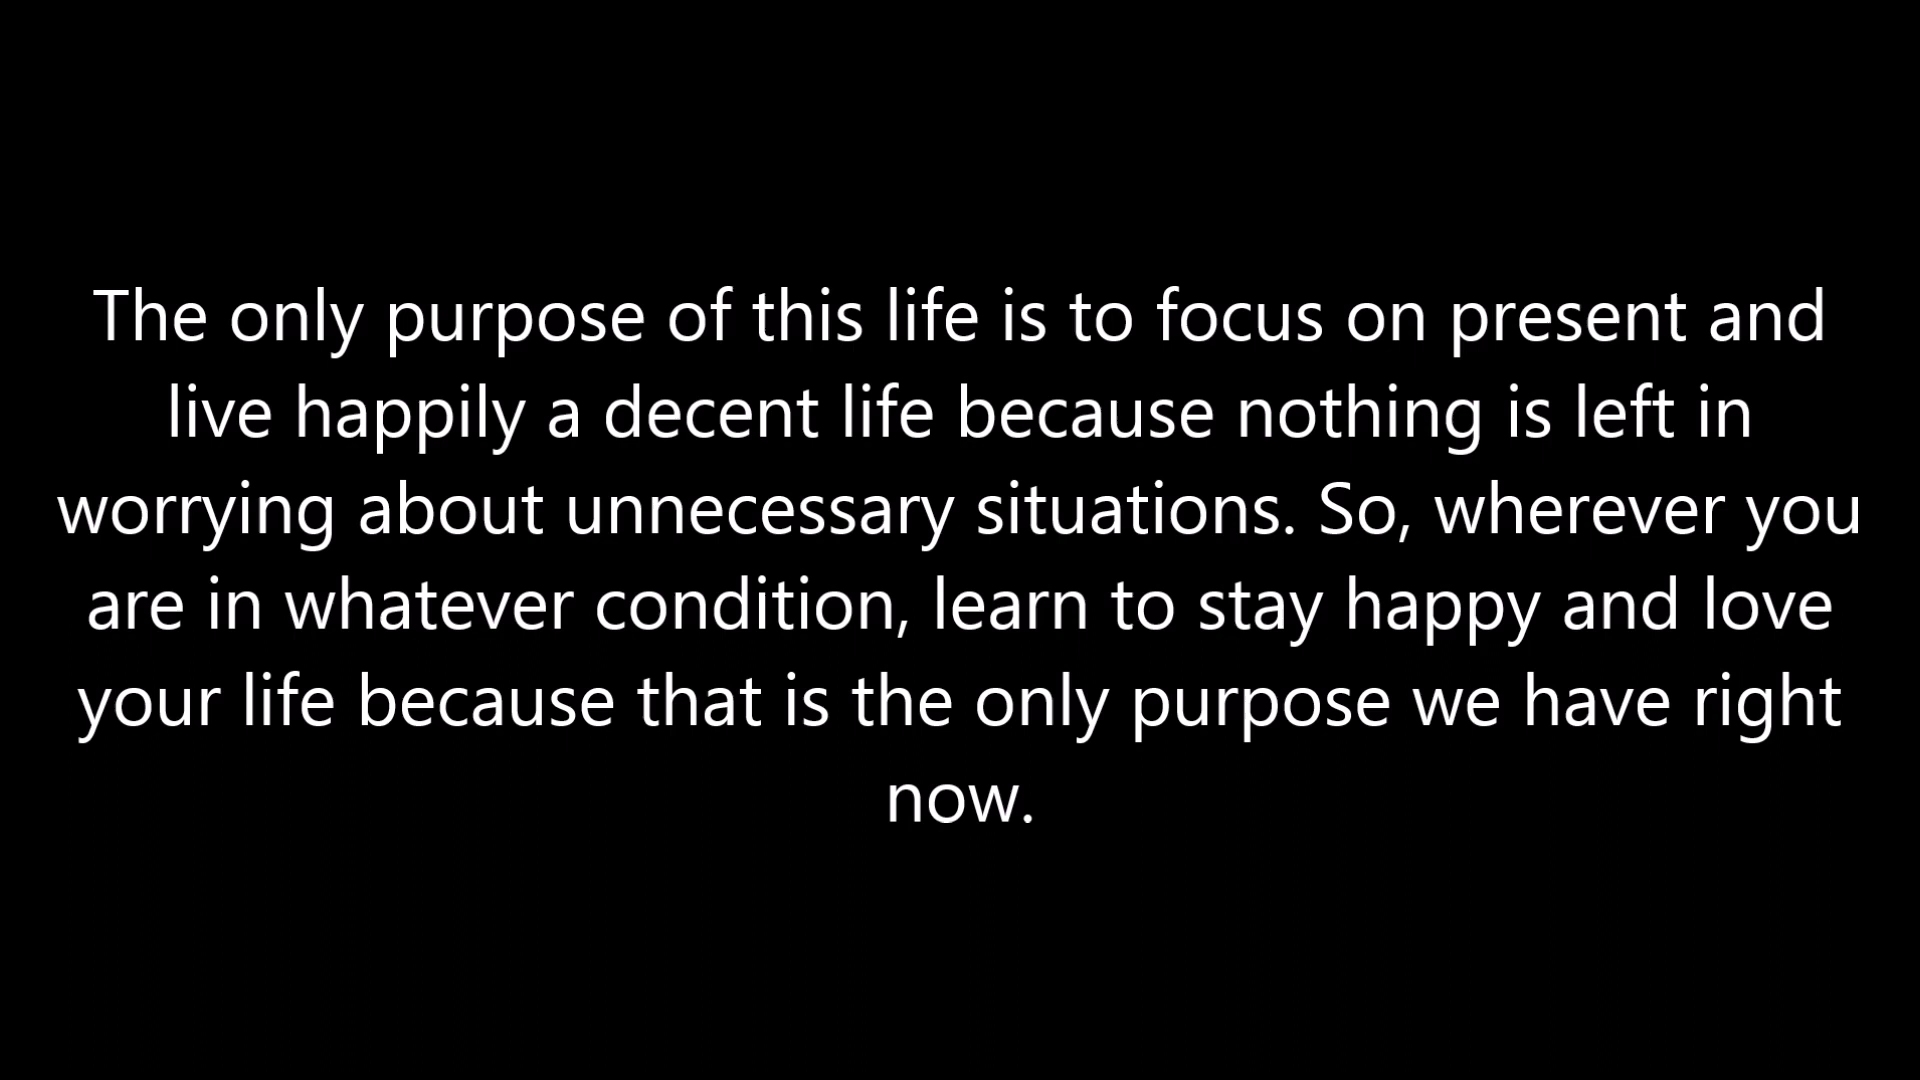 The only purpose of this life is to focus on present and
live happily a decent life because nothing is left in
worrying about unnecessary situations. So, wherever you
are in whatever condition, learn to stay happy and love
your life because that is the only purpose we have right
now.